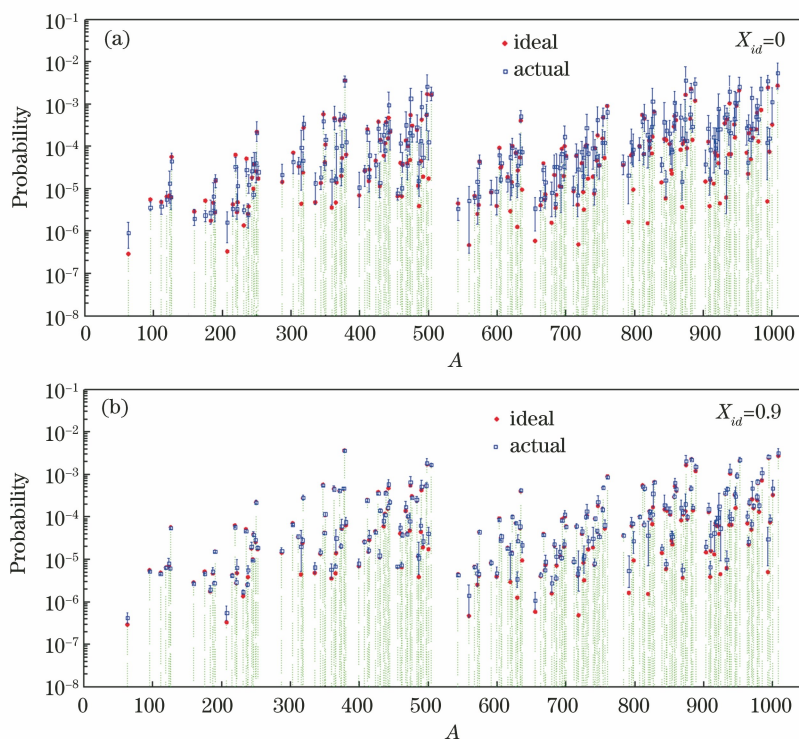 (a)
ideal
actual
X_id=0
Probability
10⁻¹
10⁻²
10⁻³
10⁻⁴
10⁻⁵
10⁻⁶
10⁻⁷
10⁻⁸
0 100 200 300 400 500 600 700 800 900 1000
A
(b)
ideal
actual
X_id=0.9
Probability
10⁻¹
10⁻²
10⁻³
10⁻⁴
10⁻⁵
10⁻⁶
10⁻⁷
10⁻⁸
0 100 200 300 400 500 600 700 800 900 1000
A